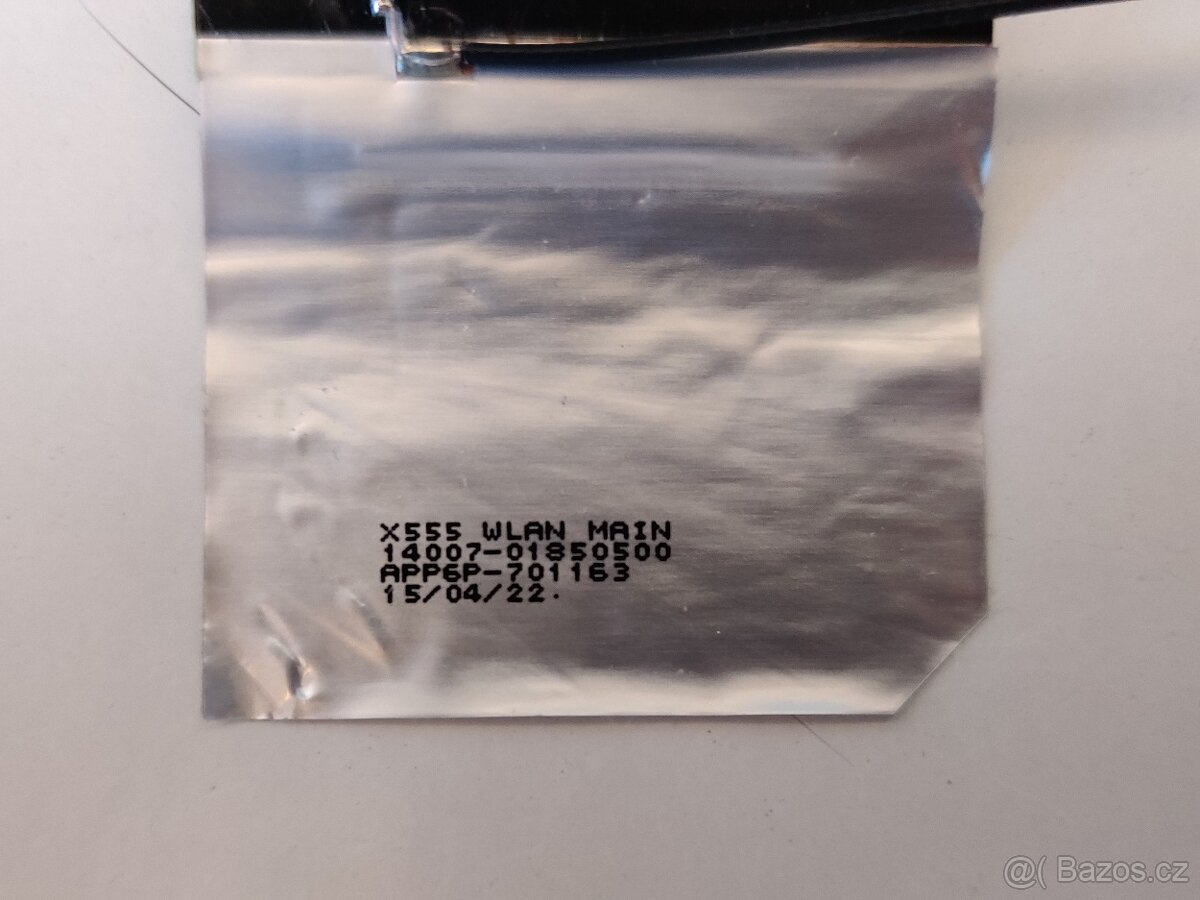 X555 WLAN MAIN
14007-01850500
APP6P-701163
15/04/22.
@( Bazos.cz